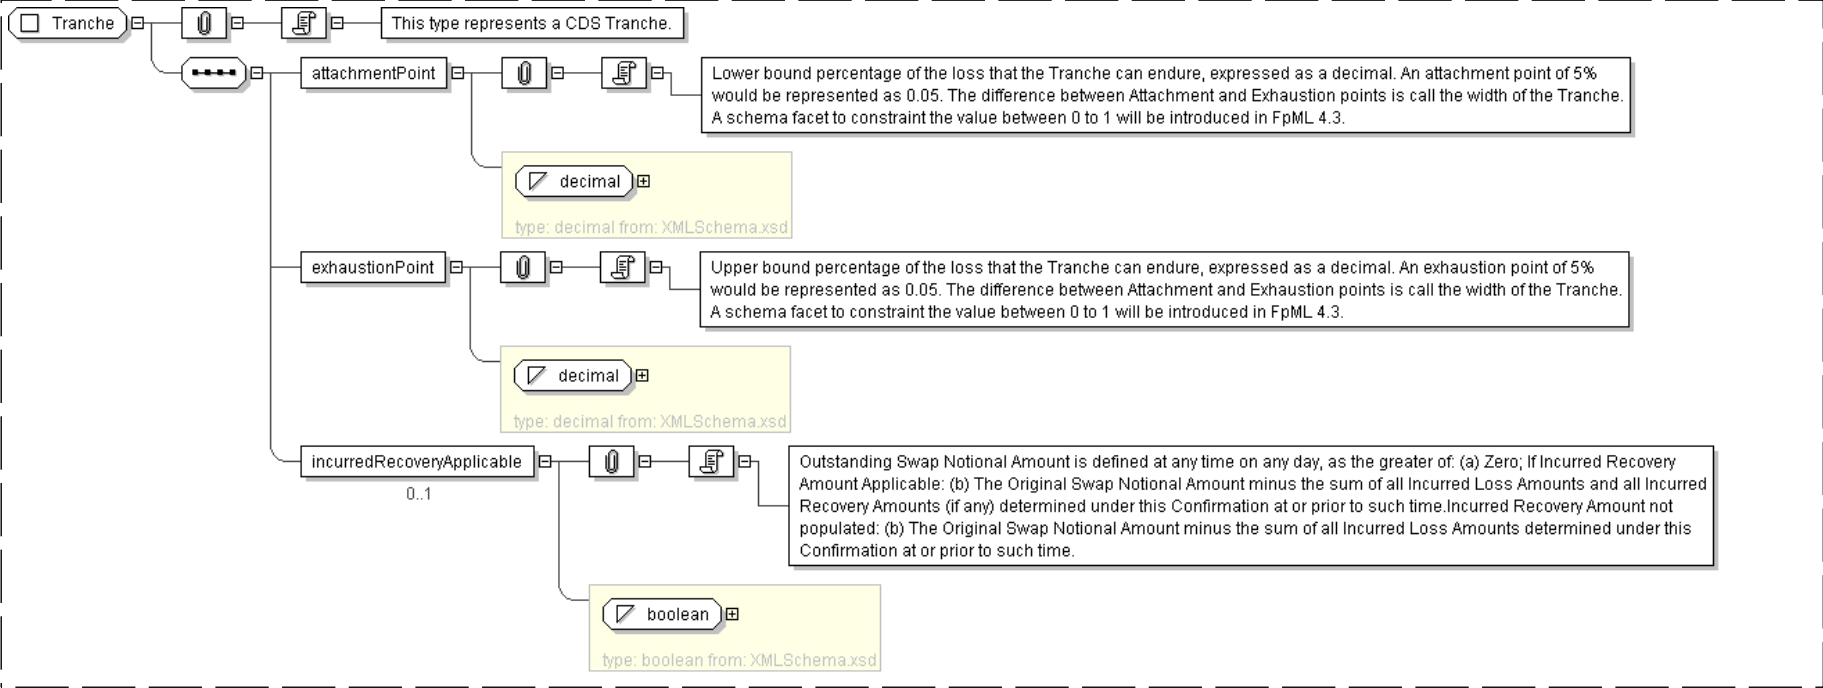 Tranche
This type represents a CDS Tranche.
attachmentPoint
Lower bound percentage of the loss that the Tranche can endure, expressed as a decimal. An attachment point of 5%
would be represented as 0.05. The difference between Attachment and Exhaustion points is call the width of the Tranche.
A schema facet to constraint the value between 0 to 1 will be introduced in FpML 4.3.
decimal
type: decimal from: XMLSchema.xsd
exhaustionPoint
Upper bound percentage of the loss that the Tranche can endure, expressed as a decimal. An exhaustion point of 5%
would be represented as 0.05. The difference between Attachment and Exhaustion points is call the width of the Tranche.
A schema facet to constraint the value between 0 to 1 will be introduced in FpML 4.3.
decimal
type: decimal from: XMLSchema.xsd
incurredRecoveryApplicable
0..1
Outstanding Swap Notional Amount is defined at any time on any day, as the greater of: (a) Zero; If Incurred Recovery
Amount Applicable: (b) The Original Swap Notional Amount minus the sum of all Incurred Loss Amounts and all Incurred
Recovery Amounts (if any) determined under this Confirmation at or prior to such time.Incurred Recovery Amount not
populated: (b) The Original Swap Notional Amount minus the sum of all Incurred Loss Amounts determined under this
Confirmation at or prior to such time.
boolean
type: boolean from: XMLSchema.xsd